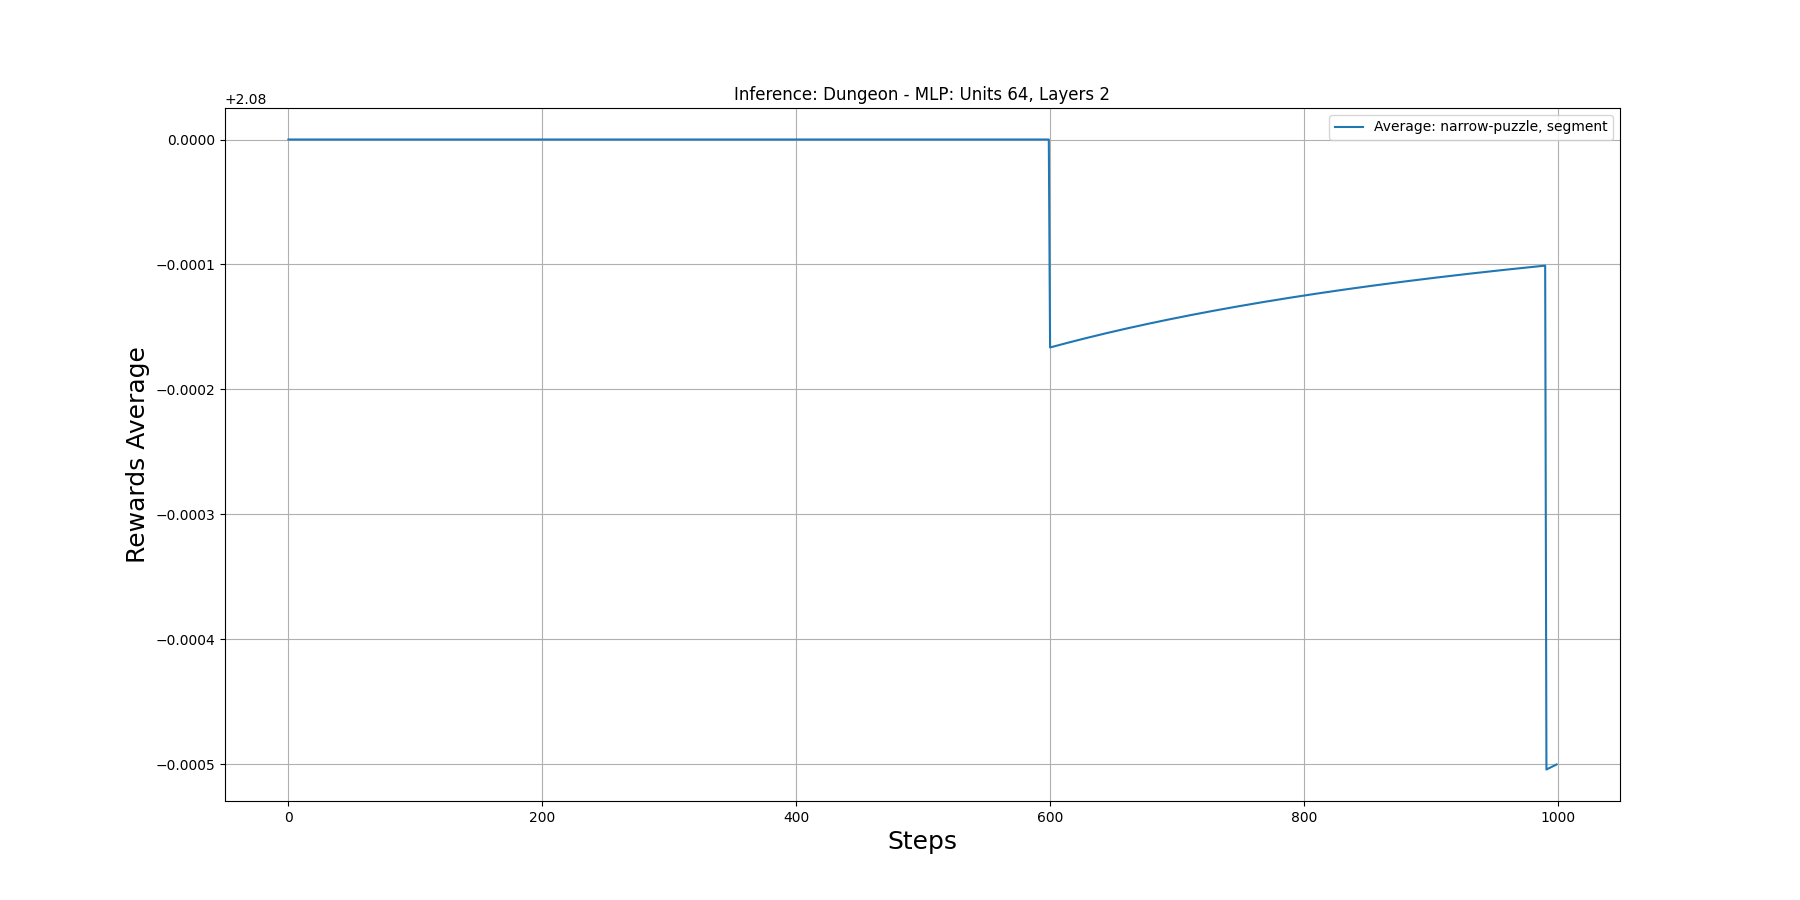 Inference: Dungeon - MLP: Units 64, Layers 2
+2.08
Average: narrow-puzzle, segment
0.0000
−0.0001
−0.0002
−0.0003
−0.0004
−0.0005
Rewards Average
0 200 400 600 800 1000
Steps